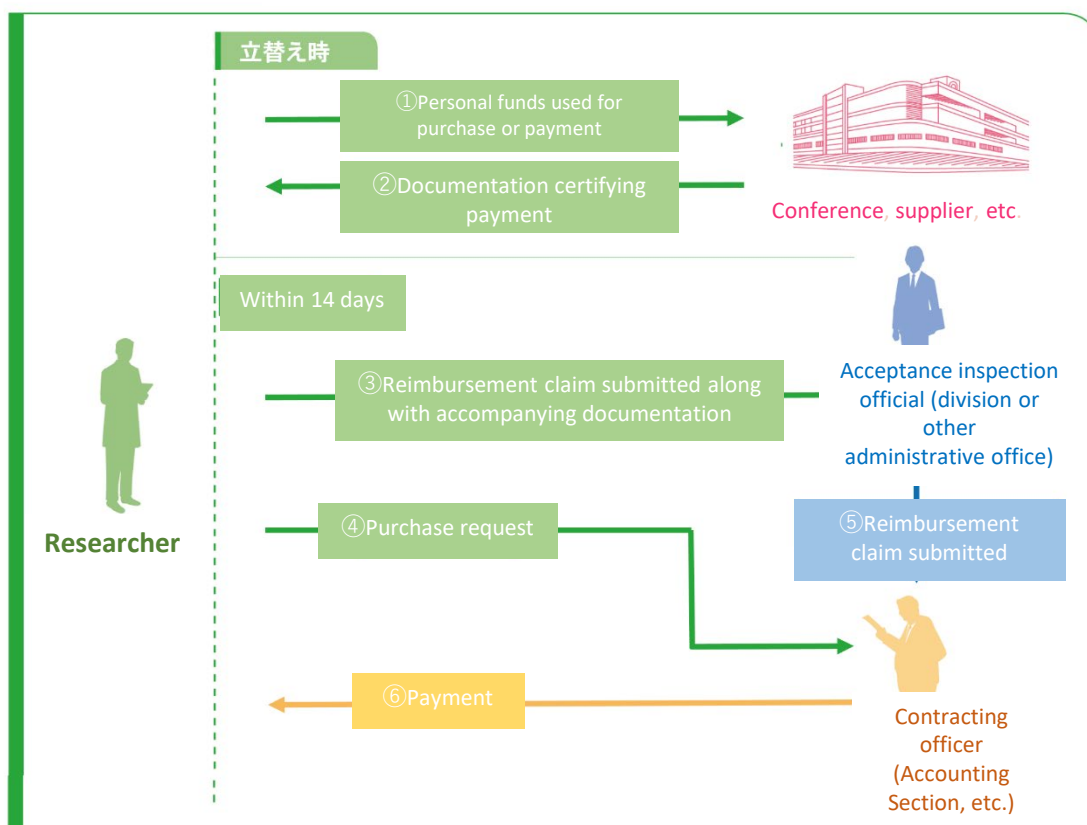 立替え時
①Personal funds used for
purchase or payment
②Documentation certifying
payment
Conference, supplier, etc.
Within 14 days
③Reimbursement claim submitted along
with accompanying documentation
Acceptance inspection
official (division or
other
administrative office)
Researcher
④Purchase request
⑤Reimbursement
claim submitted
⑥Payment
Contracting
officer
(Accounting
Section, etc.)